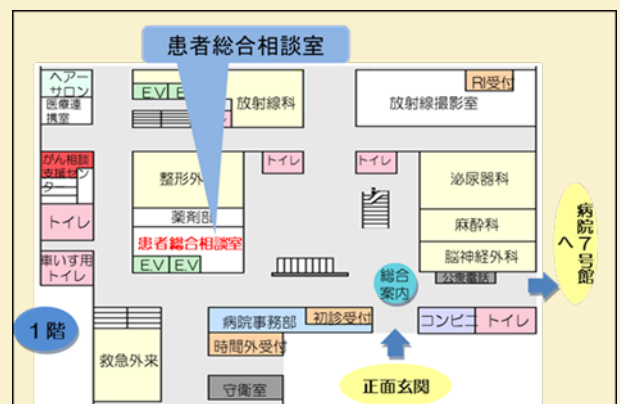 患者総合相談室
ヘアー
サロン
医療連
携室
E.V
放射線科
RI受付
放射線撮影室
がん相談
支援セン
ター
整形外
トイレ
トイレ
泌尿器科
トイレ
薬剤部
麻酔科
患者総合相談室
脳神経外科
車いす用
トイレ
E.V
E.V
公衆電話
総合
案内
病院7号館
へ
1階
病院事務部
初診受付
コンビニ
トイレ
時間外受付
救急外来
守衛室
正面玄関